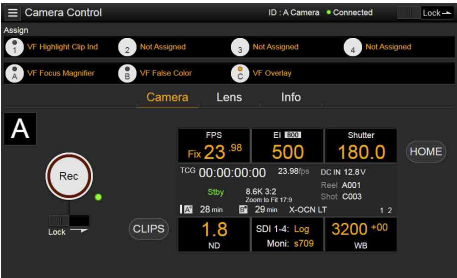 Camera Control
ID : A Camera
Connected
Lock
Assign
1 VF Highlight Clip Ind
2 Not Assigned
3 Not Assigned
4 Not Assigned
A VF Focus Magnifier
B VF False Color
C VF Overlay
Camera Lens Info
A
FPS
Fix 23 .98
EI 800
500
Shutter
180.0
HOME
Rec
TCG 00:00:00:00 23.98fps DC IN 12.8V
Reel A001
Stby 8.6K 3:2 Shot C003
Zoom to Fit 17:9
A 28 min B 29 min X-OCN LT 1 2
Lock
CLIPS
1.8
ND
SDI 1-4: Log
Moni: s709
3200 +00
WB